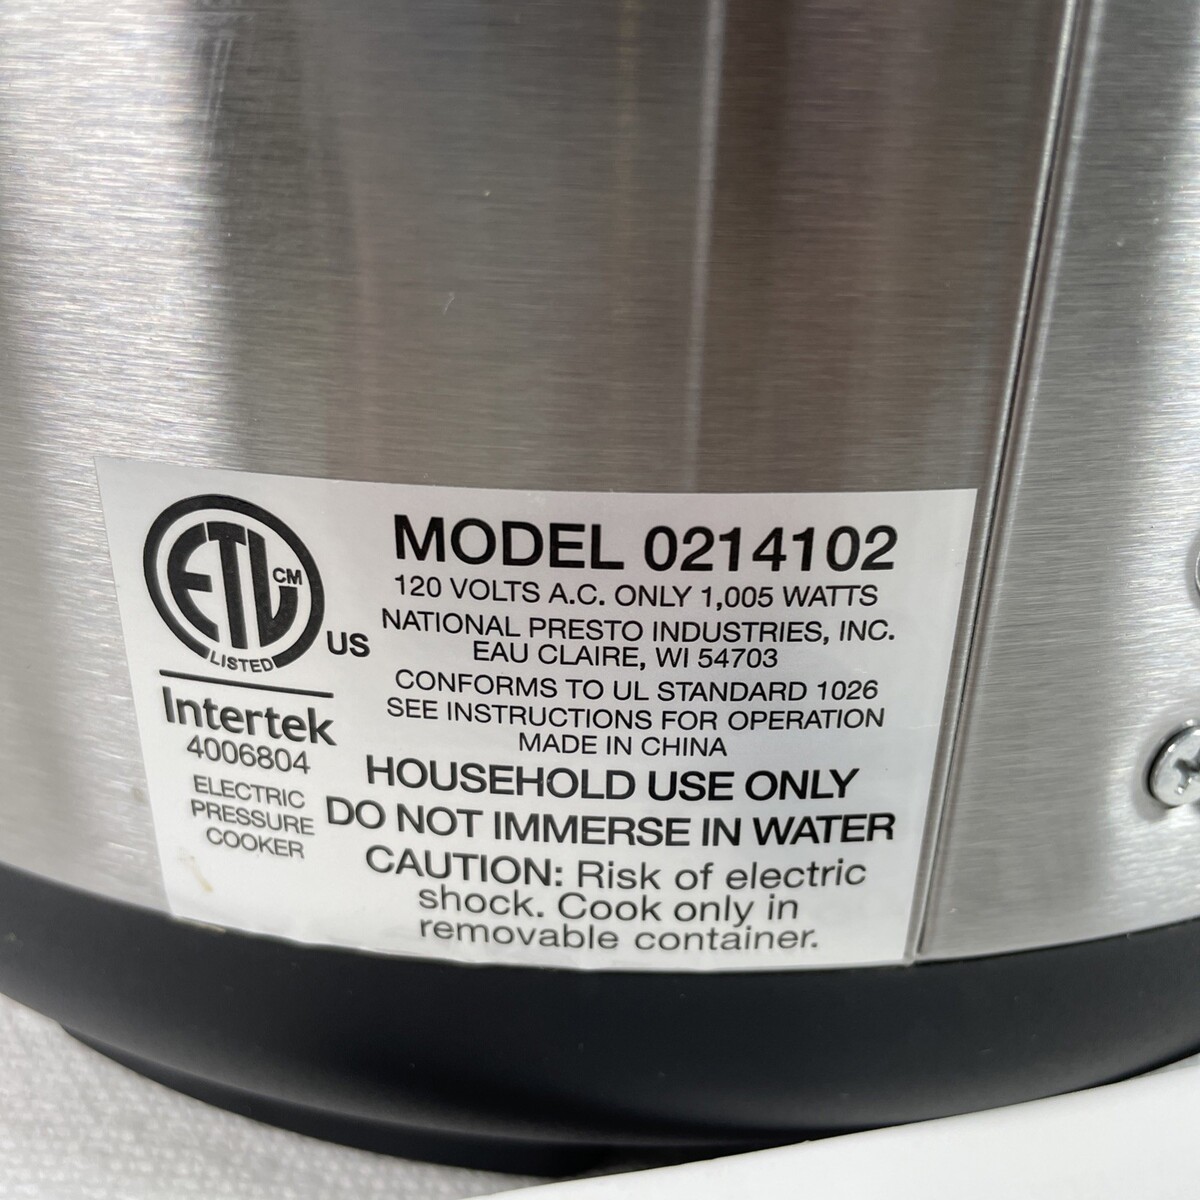 ETL CM
LISTED
US
Intertek
4006804
ELECTRIC
PRESSURE
COOKER
MODEL 0214102
120 VOLTS A.C. ONLY 1,005 WATTS
NATIONAL PRESTO INDUSTRIES, INC.
EAU CLAIRE, WI 54703
CONFORMS TO UL STANDARD 1026
SEE INSTRUCTIONS FOR OPERATION
MADE IN CHINA
HOUSEHOLD USE ONLY
DO NOT IMMERSE IN WATER
CAUTION: Risk of electric
shock. Cook only in
removable container.